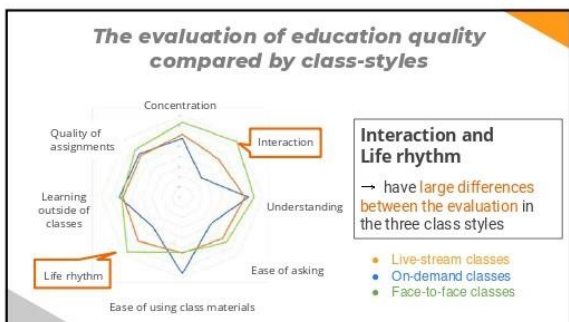 The evaluation of education quality
compared by class-styles
Concentration
Interaction
Understanding
Ease of asking
Ease of using class materials
Life rhythm
Learning
outside of
classes
Quality of
assignments
Interaction and
Life rhythm
→ have large differences
between the evaluation in
the three class styles
● Live-stream classes
● On-demand classes
● Face-to-face classes